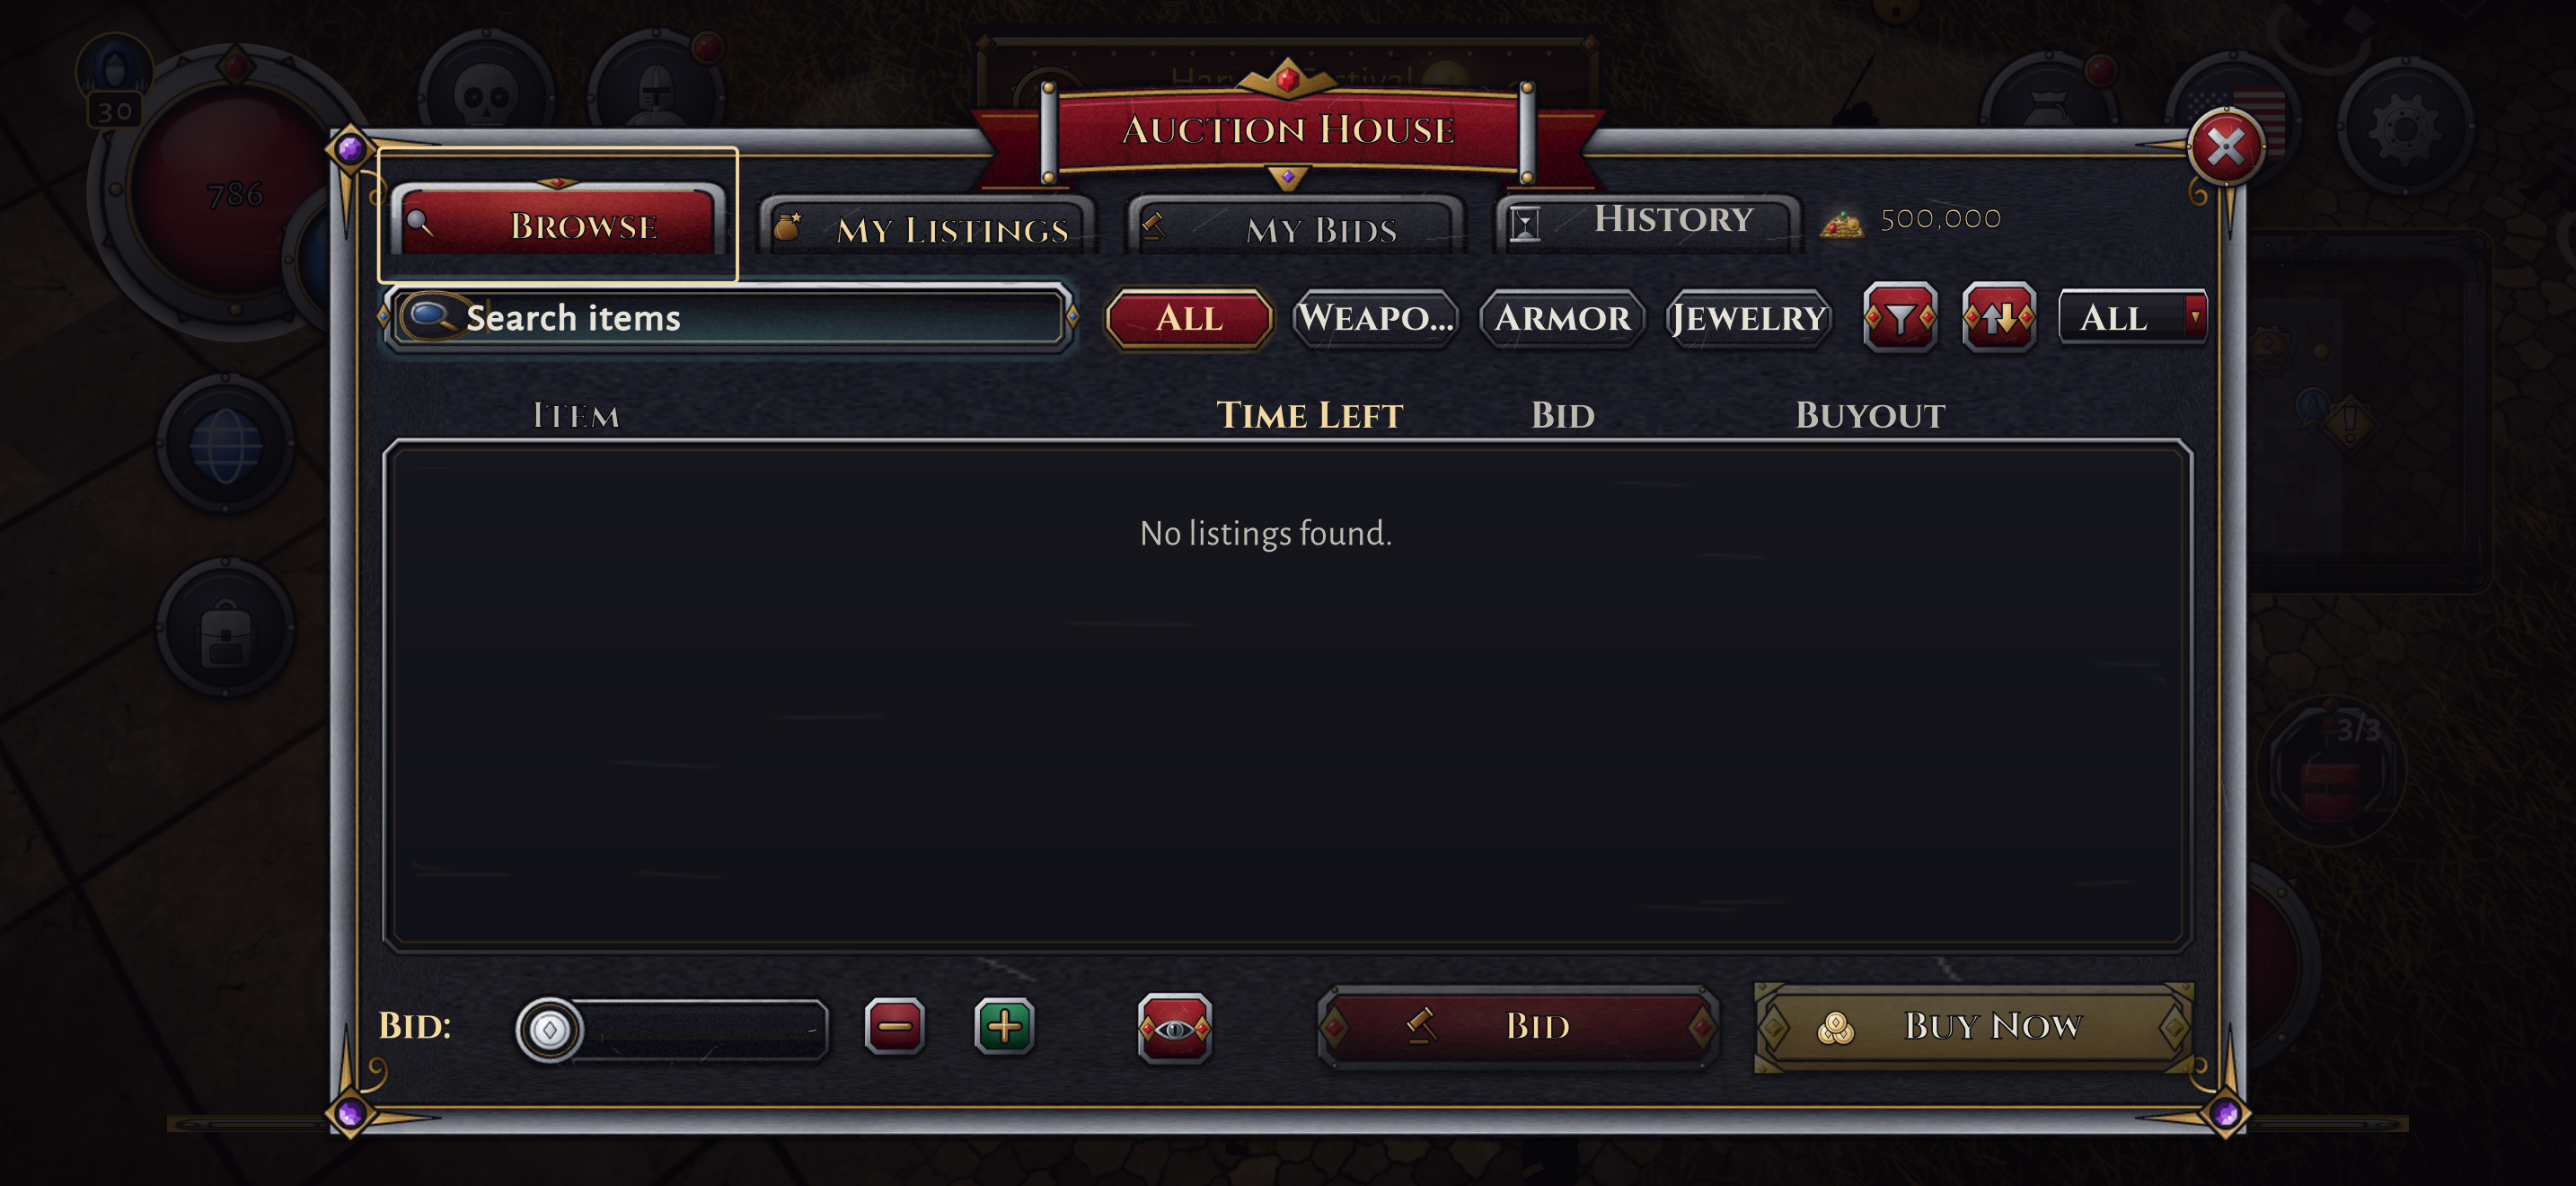 30
786
Auction House
Browse
My Listings
My Bids
History
500,000
Search items
All
Weapo...
Armor
Jewelry
All
Item
Time Left
Bid
Buyout
No listings found.
3/3
Bid:
Bid
Buy Now